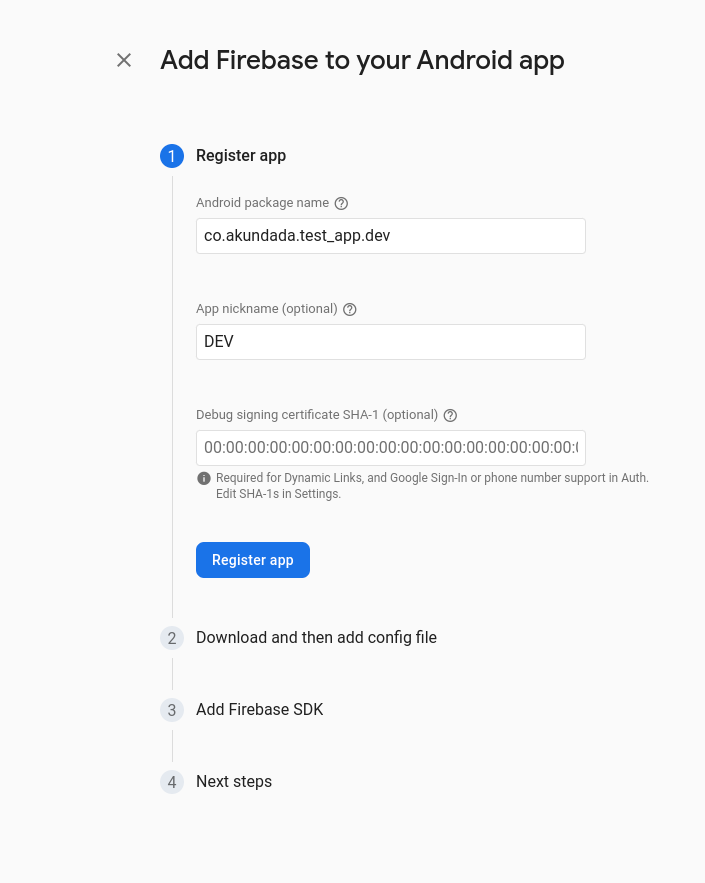 Add Firebase to your Android app
1 Register app
Android package name
co.akundada.test_app.dev
App nickname (optional)
DEV
Debug signing certificate SHA-1 (optional)
00:00:00:00:00:00:00:00:00:00:00:00:00:00:00:00:00:
Required for Dynamic Links, and Google Sign-In or phone number support in Auth.
Edit SHA-1s in Settings.
Register app
2 Download and then add config file
3 Add Firebase SDK
4 Next steps